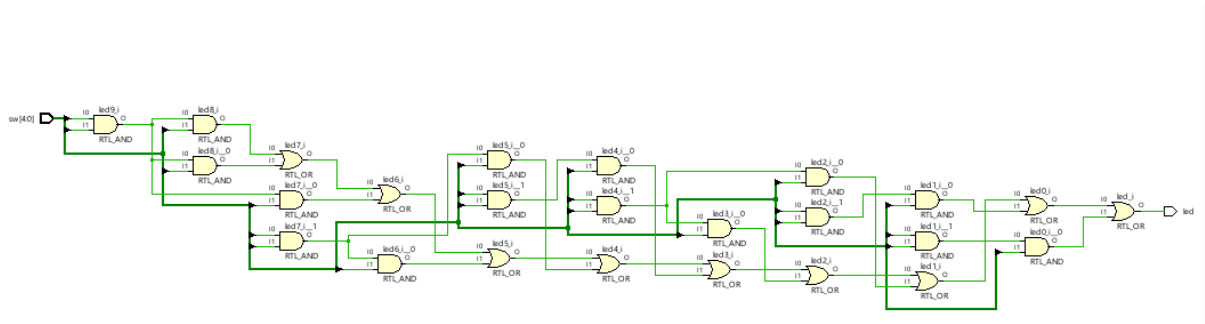 sw[4:0]
led9_i
I0
I1
O
RTL_AND
led8_i
I0
I1
O
RTL_AND
led8_i__0
I0
I1
O
RTL_AND
led7_i
I0
I1
O
RTL_OR
led7_i__0
I0
I1
O
RTL_AND
led7_i__1
I0
I1
O
RTL_AND
led6_i
I0
I1
O
RTL_OR
led6_i__0
I0
I1
O
RTL_AND
led5_i__0
I0
I1
O
RTL_AND
led5_i__1
I0
I1
O
RTL_AND
led5_i
I0
I1
O
RTL_OR
led4_i__0
I0
I1
O
RTL_AND
led4_i__1
I0
I1
O
RTL_AND
led4_i
I0
I1
O
RTL_OR
led3_i__0
I0
I1
O
RTL_AND
led3_i
I0
I1
O
RTL_OR
led2_i__0
I0
I1
O
RTL_AND
led2_i__1
I0
I1
O
RTL_AND
led2_i
I0
I1
O
RTL_OR
led1_i__0
I0
I1
O
RTL_AND
led1_i__1
I0
I1
O
RTL_AND
led1_i
I0
I1
O
RTL_OR
led0_i
I0
I1
O
RTL_OR
led0_i__0
I0
I1
O
RTL_AND
led_i
I0
I1
O
RTL_OR
led